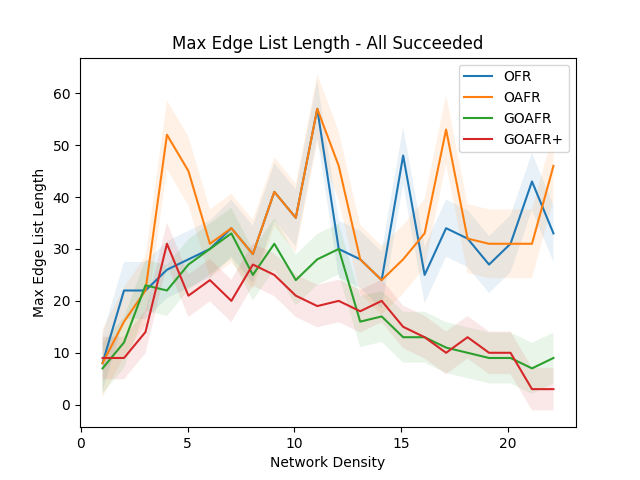 Max Edge List Length - All Succeeded
OFR
OAFR
GOAFR
GOAFR+
Max Edge List Length
60
50
40
30
20
10
0
0 5 10 15 20
Network Density